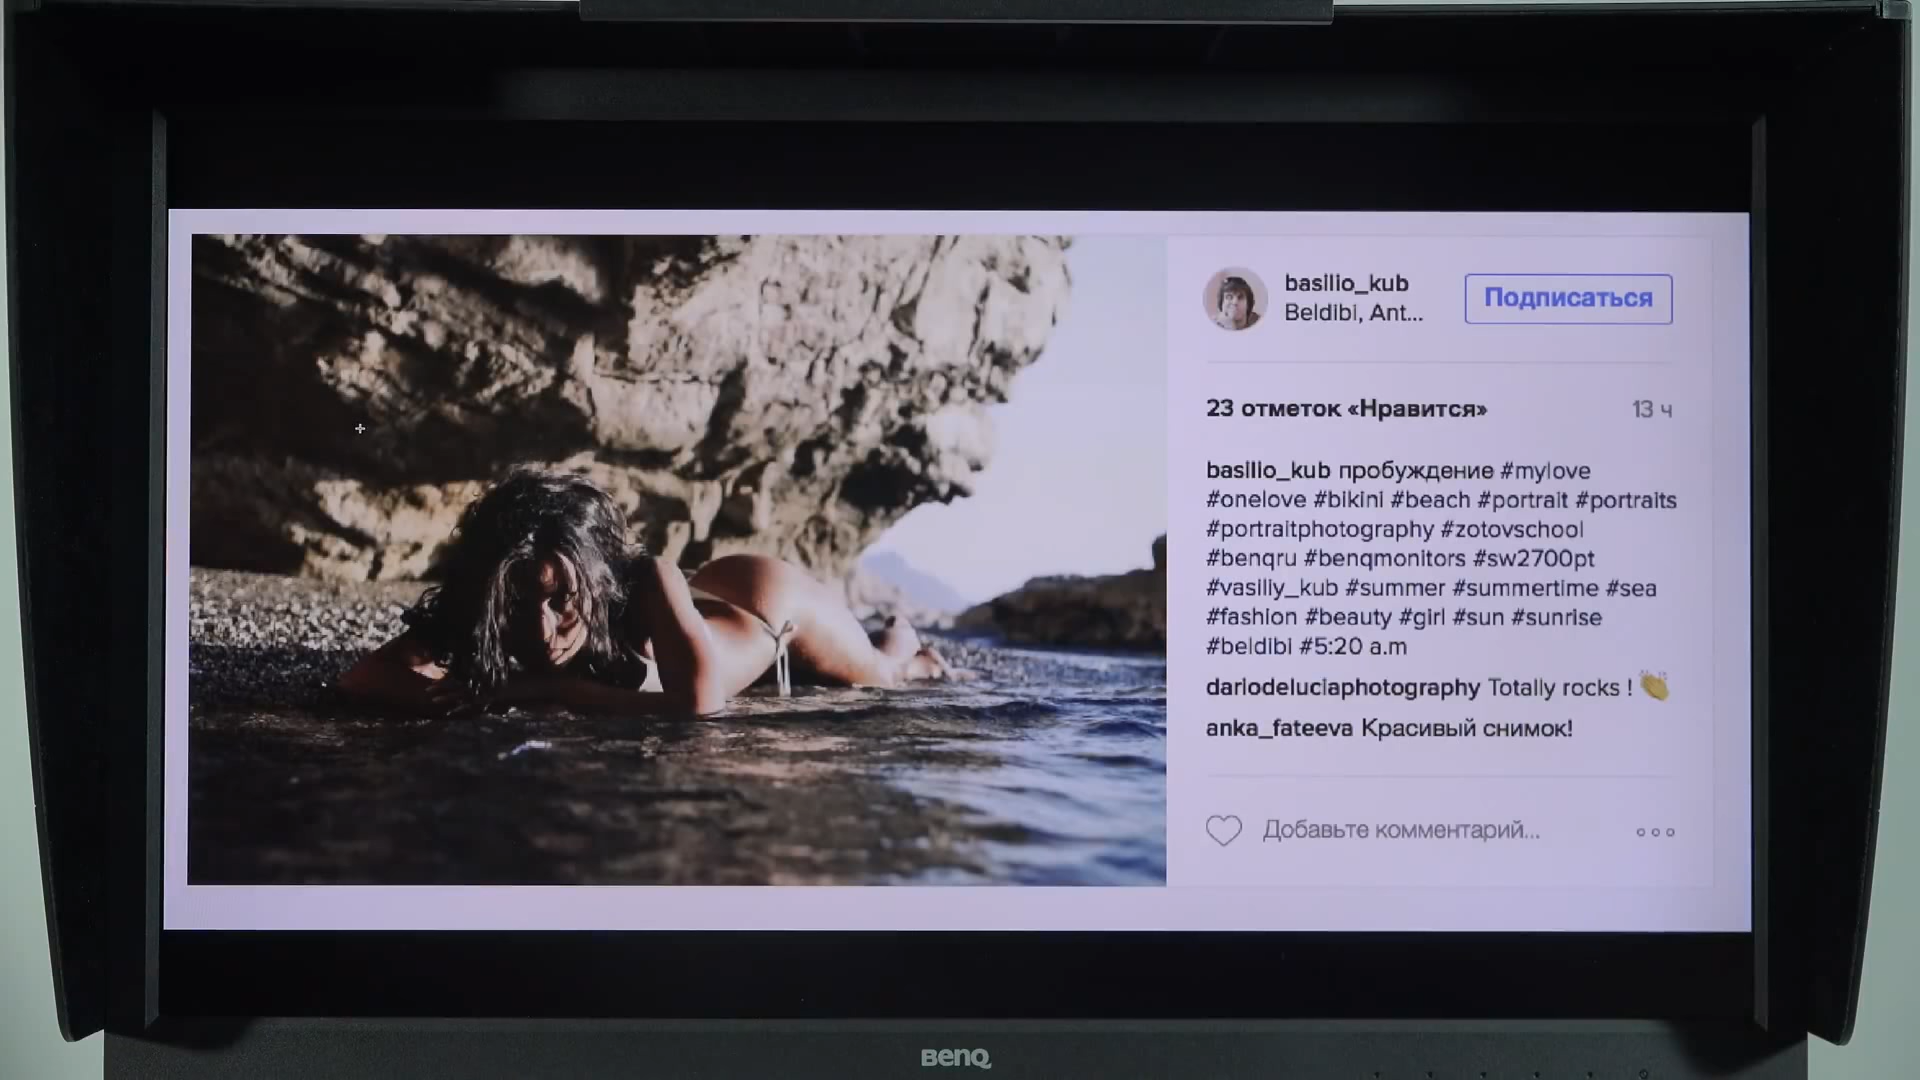 basilio_kub
Beldibi, Ant...
Подписаться
23 отметок «Нравится»
13 ч
basilio_kub пробуждение #mylove
#onelove #bikini #beach #portrait #portraits
#portraitphotography #zotovschool
#benqru #benqmonitors #sw2700pt
#vasiliy_kub #summer #summertime #sea
#fashion #beauty #girl #sun #sunrise
#beldibi #5:20 a.m
dariodeluciaphotography Totally rocks ! 👏
anka_fateeva Красивый снимок!
Добавьте комментарий...
BenQ